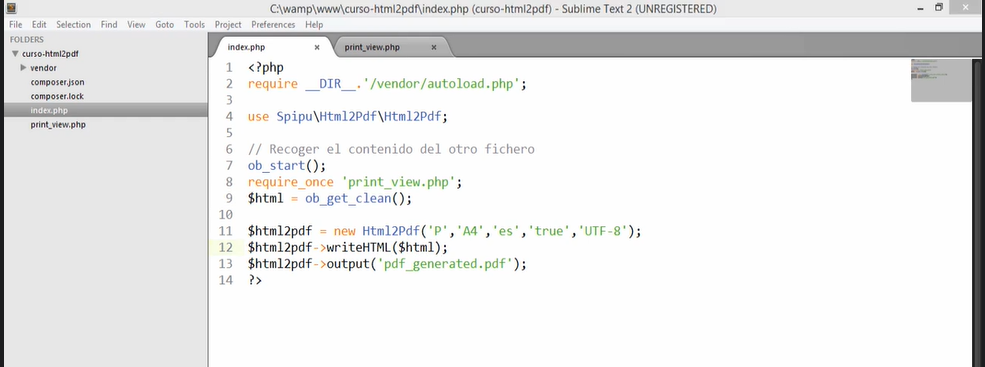 C:\wamp\www\curso-html2pdf\index.php (curso-html2pdf) - Sublime Text 2 (UNREGISTERED)
File Edit Selection Find View Goto Tools Project Preferences Help
FOLDERS
curso-html2pdf
vendor
composer.json
composer.lock
index.php
print_view.php
index.php × print_view.php ×
1 <?php
2 require __DIR__.'/vendor/autoload.php';
3
4 use Spipu\Html2Pdf\Html2Pdf;
5
6 // Recoger el contenido del otro fichero
7 ob_start();
8 require_once 'print_view.php';
9 $html = ob_get_clean();
10
11 $html2pdf = new Html2Pdf('P','A4','es','true','UTF-8');
12 $html2pdf->writeHTML($html);
13 $html2pdf->output('pdf_generated.pdf');
14 ?>